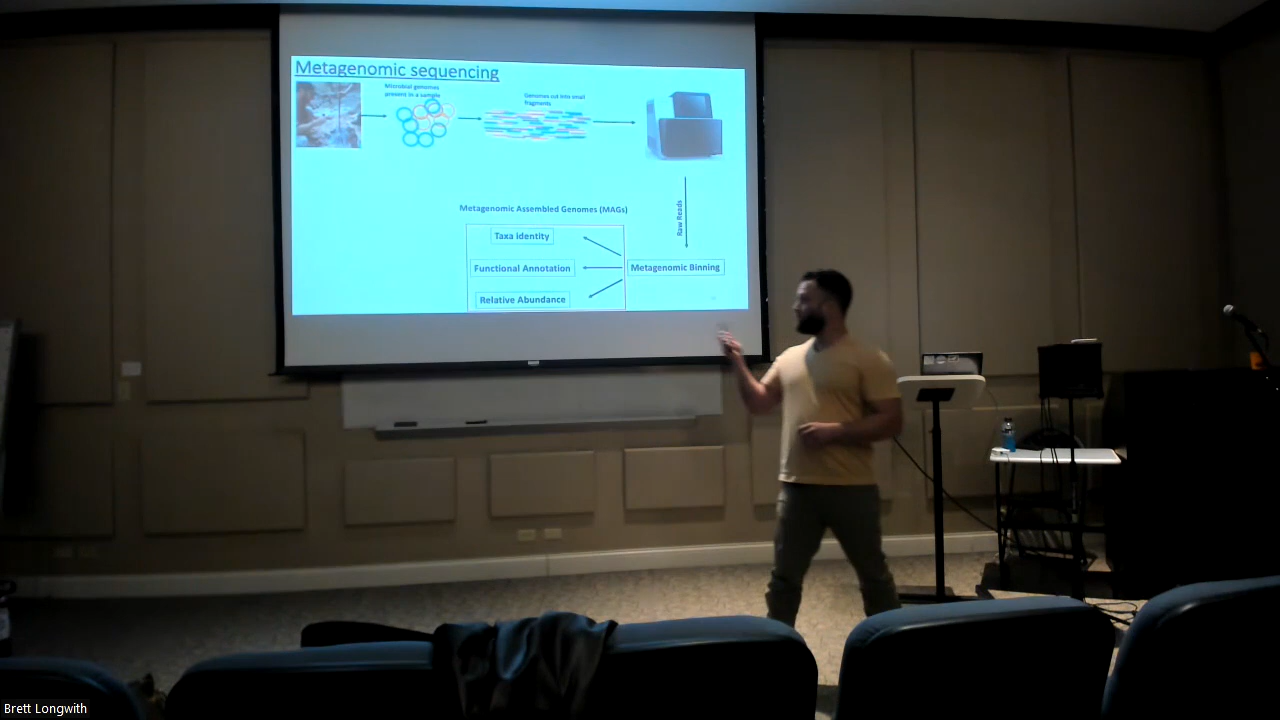 Metagenomic sequencing
Microbial genomes
present in a sample
Genomes cut into small
fragments
Raw Reads
Metagenomic Assembled Genomes (MAGs)
Taxa identity
Functional Annotation
Metagenomic Binning
Relative Abundance
Brett Longwith